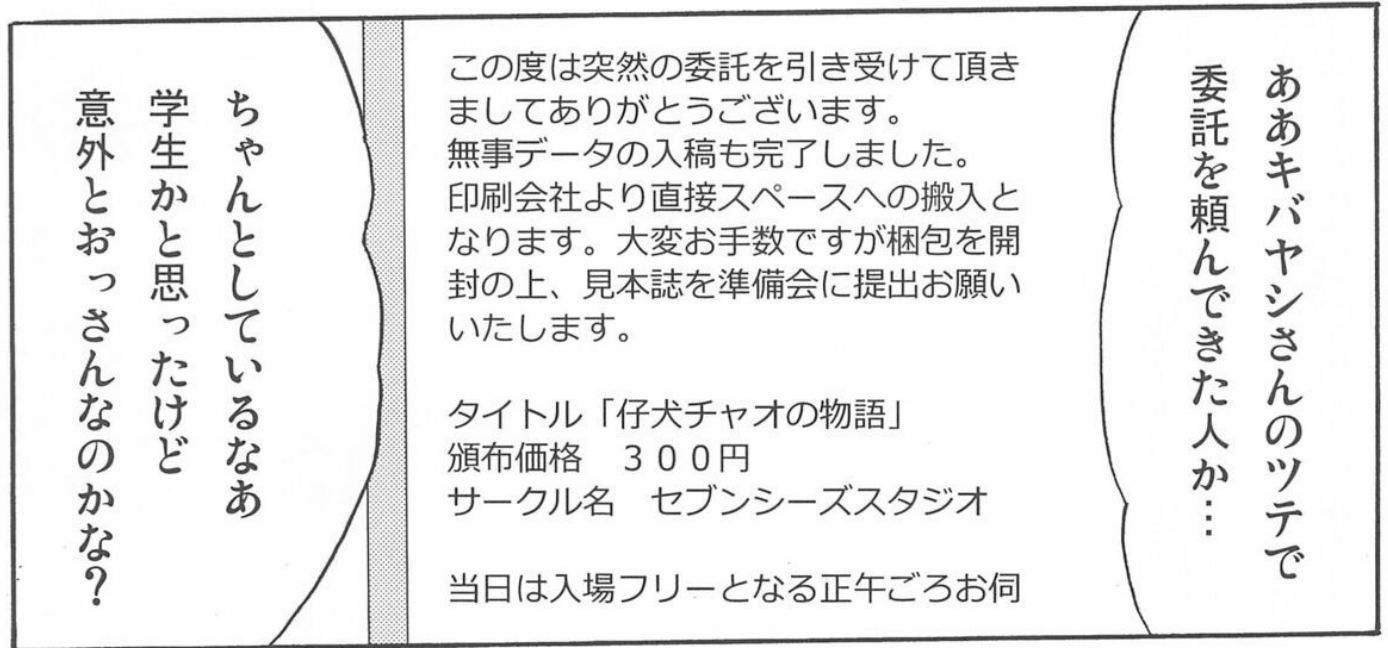 ああキバヤシさんのツテで
委託を頼んできた人か…
この度は突然の委託を引き受けて頂き
ましてありがとうございます。
無事データの入稿も完了しました。
印刷会社より直接スペースへの搬入と
なります。大変お手数ですが梱包を開
封の上、見本誌を準備会に提出お願い
いたします。
タイトル「仔犬チャオの物語」
頒布価格　３００円
サークル名　セブンシーズスタジオ
当日は入場フリーとなる正午ごろお伺
ちゃんとしているなあ
学生かと思ったけど
意外とおっさんなのかな？